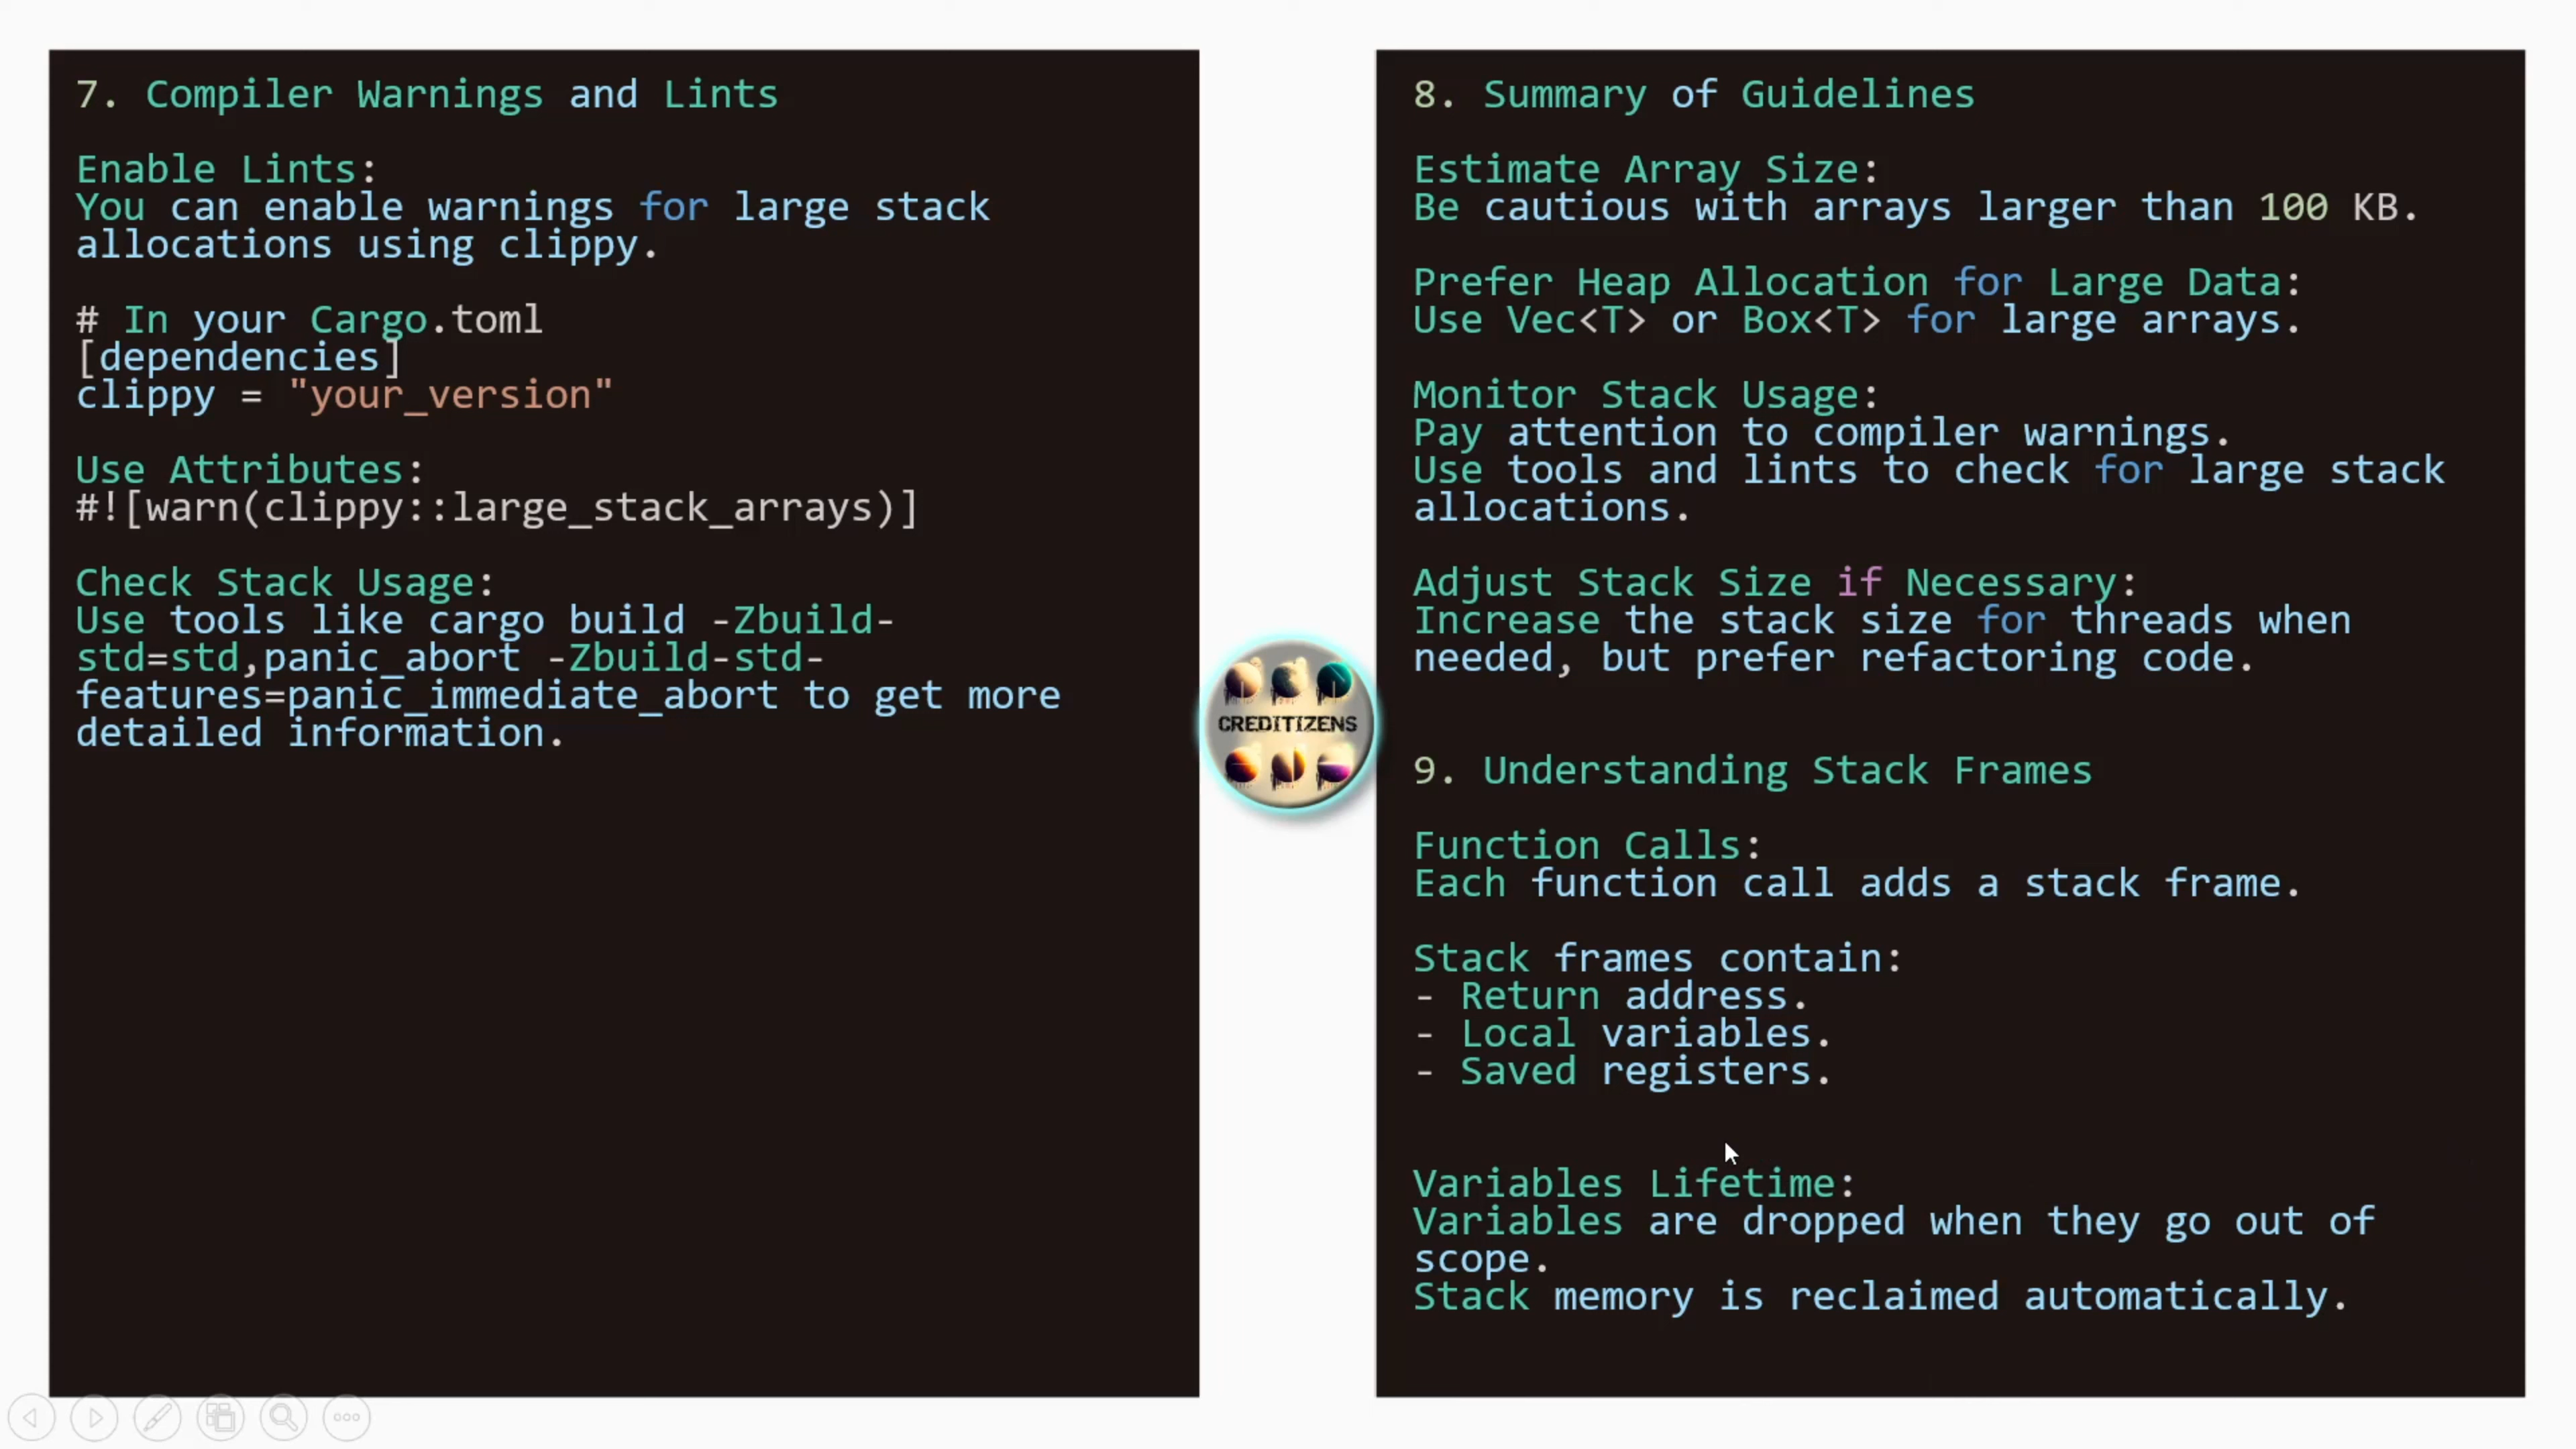 7. Compiler Warnings and Lints
Enable Lints:
You can enable warnings for large stack
allocations using clippy.
# In your Cargo.toml
[dependencies]
clippy = "your_version"
Use Attributes:
#![warn(clippy::large_stack_arrays)]
Check Stack Usage:
Use tools like cargo build -Zbuild-
std=std,panic_abort -Zbuild-std-
features=panic_immediate_abort to get more
detailed information.
CREDITIZENS
8. Summary of Guidelines
Estimate Array Size:
Be cautious with arrays larger than 100 KB.
Prefer Heap Allocation for Large Data:
Use Vec<T> or Box<T> for large arrays.
Monitor Stack Usage:
Pay attention to compiler warnings.
Use tools and lints to check for large stack
allocations.
Adjust Stack Size if Necessary:
Increase the stack size for threads when
needed, but prefer refactoring code.
9. Understanding Stack Frames
Function Calls:
Each function call adds a stack frame.
Stack frames contain:
- Return address.
- Local variables.
- Saved registers.
Variables Lifetime:
Variables are dropped when they go out of
scope.
Stack memory is reclaimed automatically.